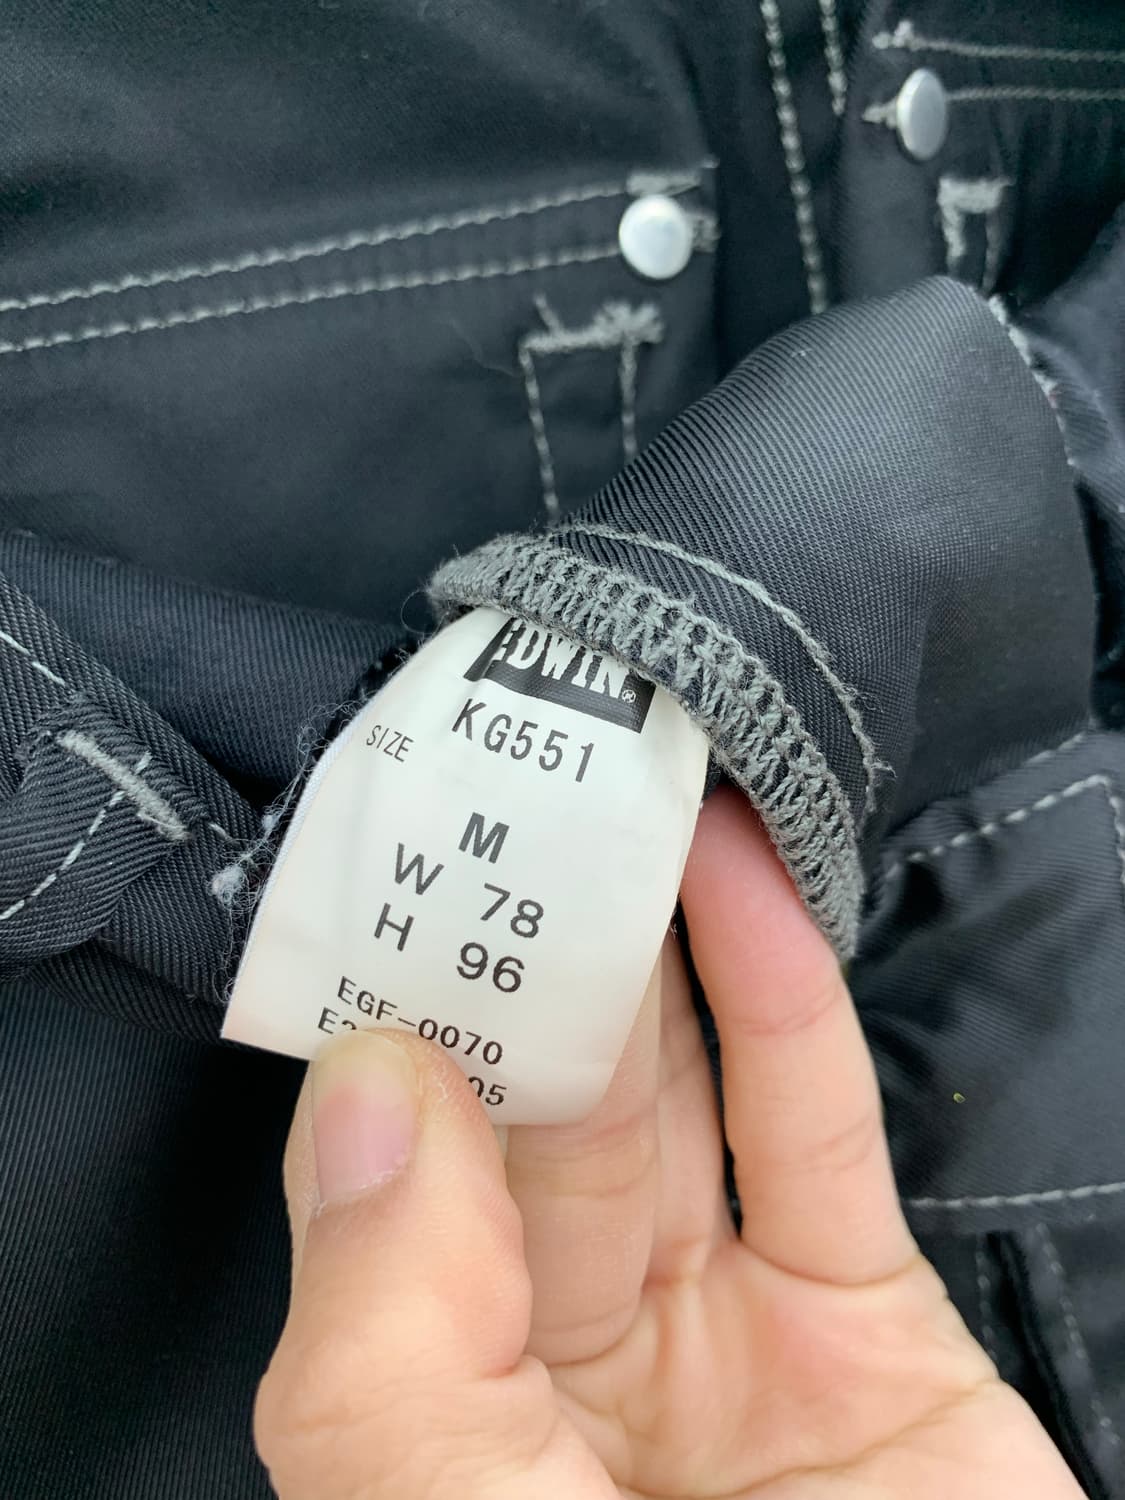 EDWIN®
KG551
SIZE
M
W 78
H 96
EGF-0070